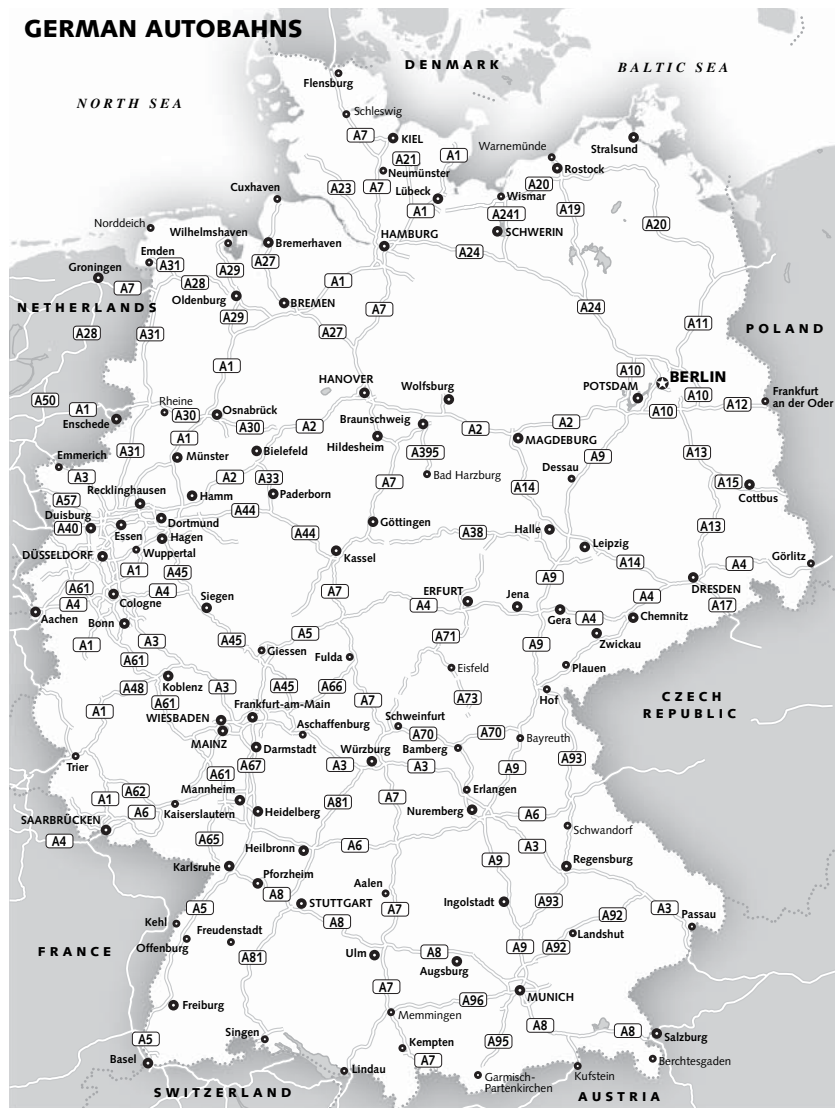 GERMAN AUTOBAHNS
DENMARK
BALTIC SEA
NORTH SEA
Flensburg
Schleswig
A7
KIEL
A21
A1
Warnemünde
Stralsund
Neumünster
Rostock
A23
A7
A20
Cuxhaven
Lübeck
Wismar
A1
A241
A19
A20
Norddeich
Wilhelmshaven
Bremerhaven
HAMBURG
SCHWERIN
Emden
A24
A31
A27
Groningen
A29
A28
A7
A1
Oldenburg
BREMEN
NETHERLANDS
A29
A7
A24
A28
A31
A27
A11
POLAND
A1
A10
BERLIN
HANOVER
Wolfsburg
POTSDAM
A10
Frankfurt
an der Oder
A50
A1
Rheine
A30
Osnabrück
A10
A12
Enschede
A30
A2
Braunschweig
A2
A2
A1
Hildesheim
MAGDEBURG
A31
Bielefeld
A395
A13
Emmerich
Münster
A9
A3
A2
A33
A7
Bad Harzburg
Dessau
A15
Recklinghausen
A14
Cottbus
A57
Hamm
Paderborn
Duisburg
A44
A40
Dortmund
Göttingen
A13
Essen
Hagen
A44
A38
Halle
DÜSSELDORF
Wuppertal
Kassel
Leipzig
A14
Görlitz
A1
A45
A4
A9
A61
A4
A7
ERFURT
Jena
DRESDEN
A4
Cologne
Siegen
A4
A4
A17
Aachen
Gera
A4
Chemnitz
Bonn
A5
A71
Zwickau
A1
A3
A45
A9
Giessen
Fulda
A61
Eisfeld
Plauen
Koblenz
A48
A3
A45
A66
Hof
CZECH
REPUBLIC
A61
A7
A73
A1
Frankfurt-am-Main
WIESBADEN
Schweinfurt
Aschaffenburg
A70
A70
MAINZ
Bayreuth
Darmstadt
Würzburg
Bamberg
Trier
A93
A67
A3
A3
A9
A61
Mannheim
Erlangen
A62
A1
A81
A7
A6
Kaiserslautern
Heidelberg
Nuremberg
A6
SAARBRÜCKEN
Schwandorf
A4
A65
A6
A3
Heilbronn
A9
Karlsruhe
Regensburg
Pforzheim
A8
Aalen
STUTTGART
Ingolstadt
A93
A5
A7
A92
A3
Kehl
A8
Passau
Freudenstadt
Landshut
Offenburg
A9
A92
FRANCE
A81
Ulm
A8
Augsburg
A7
MUNICH
A96
Freiburg
Memmingen
A8
A8
Singen
Salzburg
A5
A95
Kempten
Basel
A7
Berchtesgaden
Lindau
Kufstein
Garmisch-
Partenkirchen
SWITZERLAND
AUSTRIA